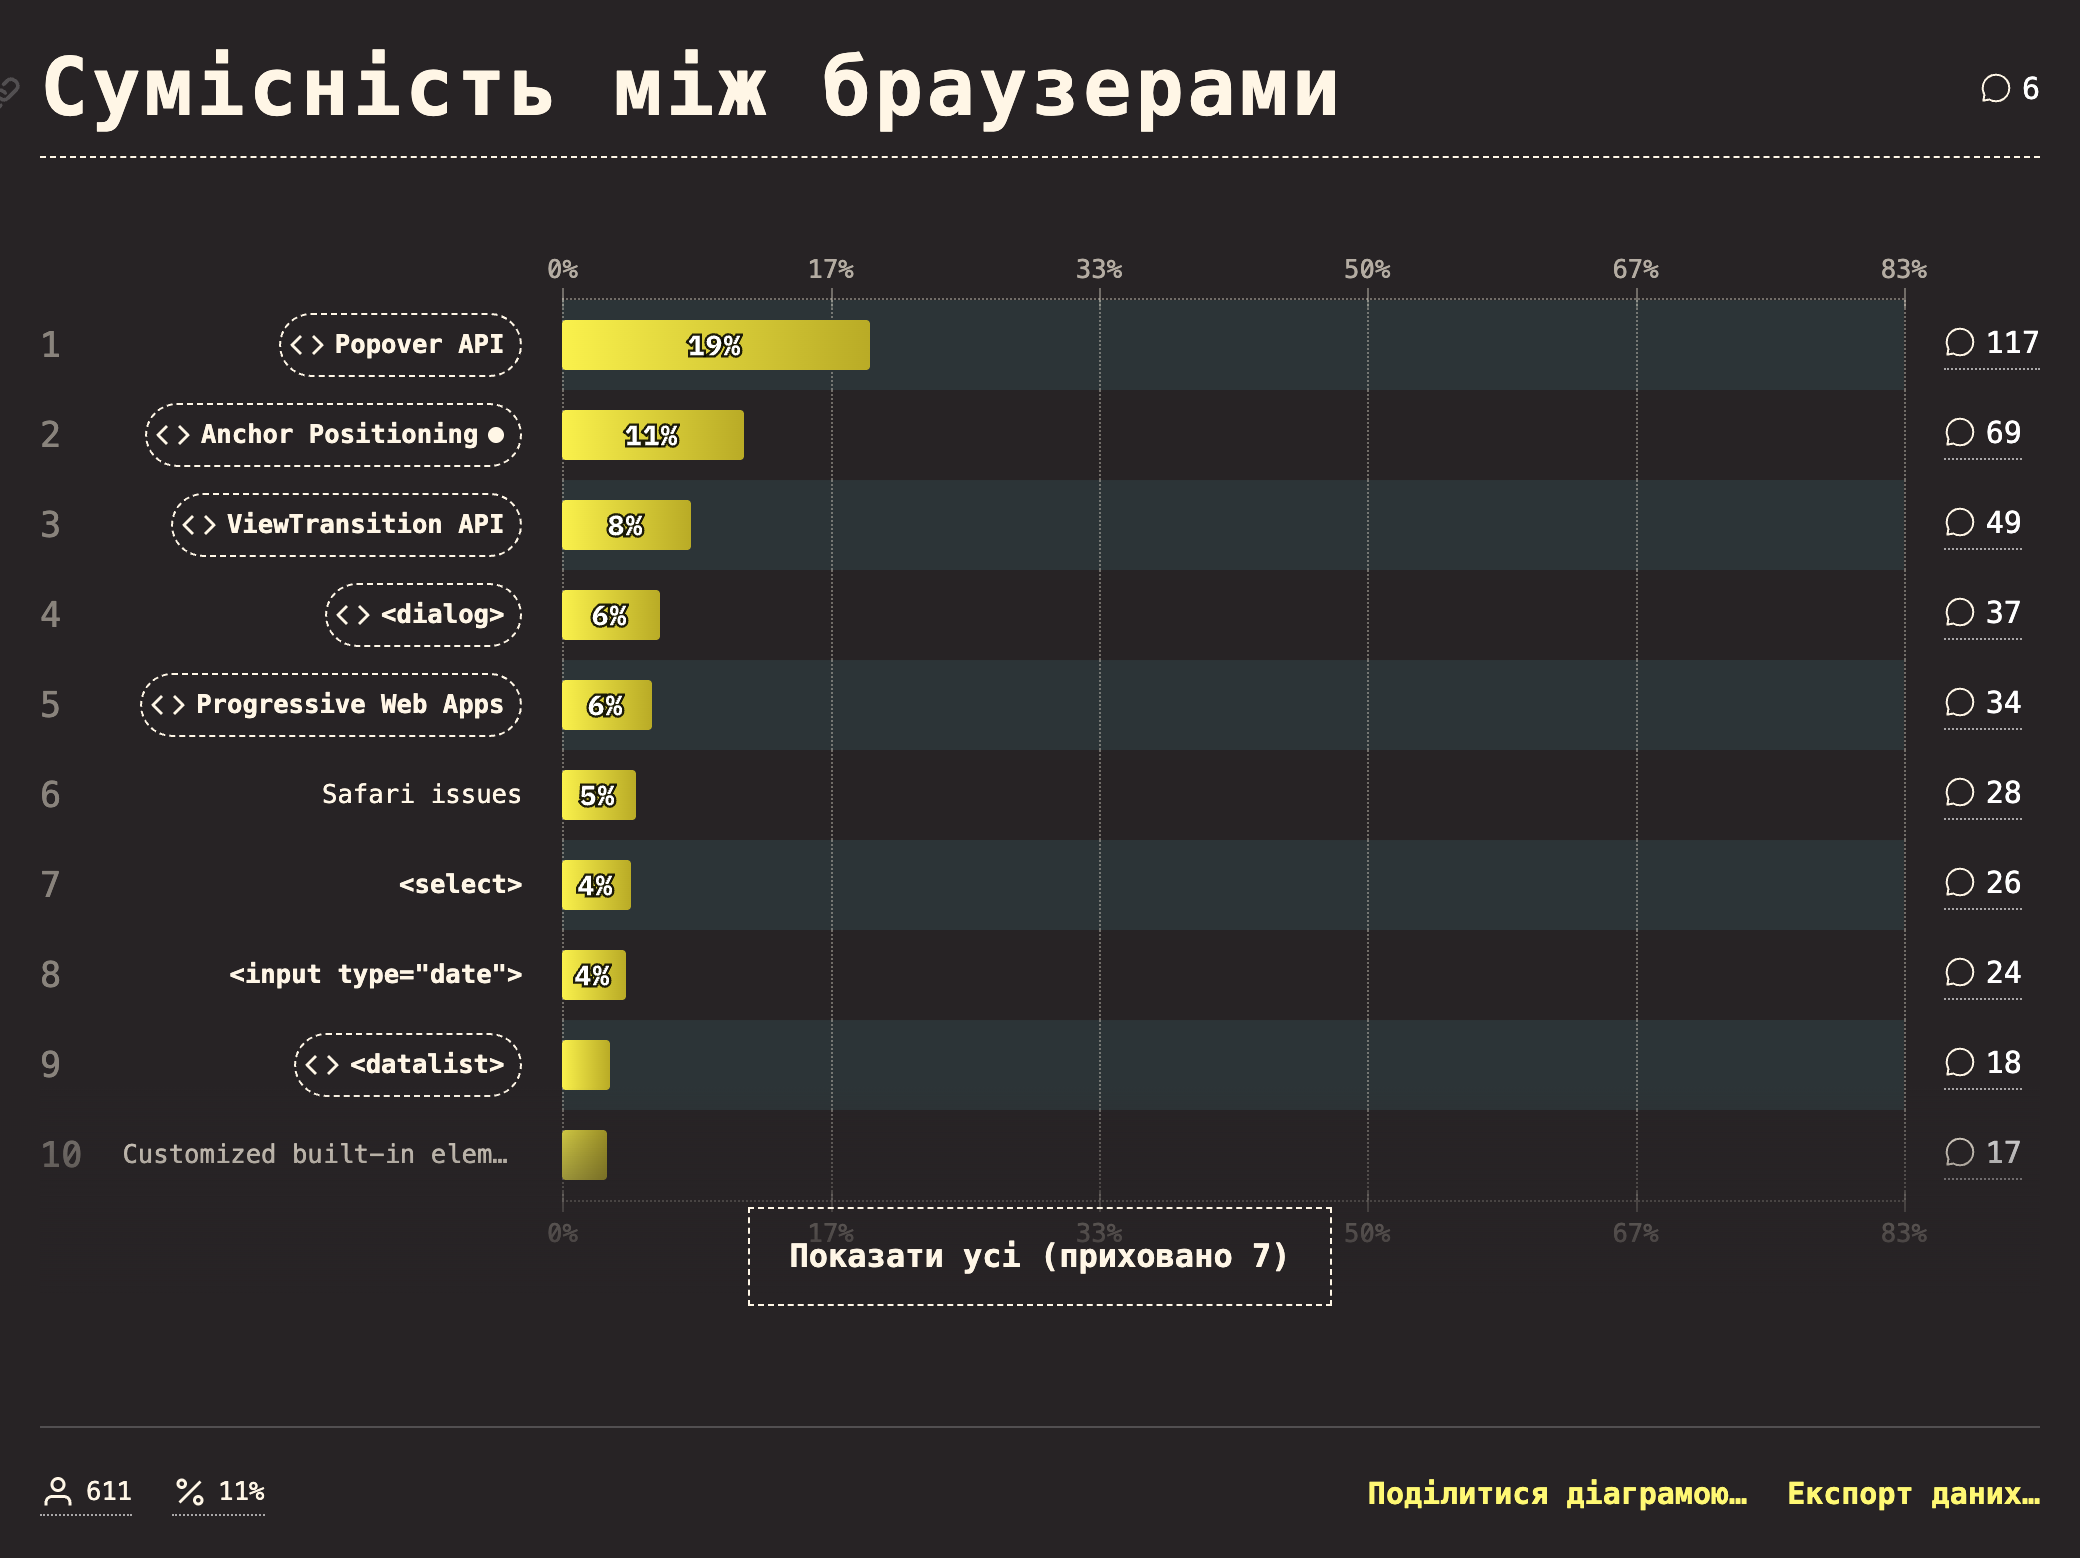 Сумісність між браузерами
6
0% 17% 33% 50% 67% 83%
1 <> Popover API 19% 117
2 <> Anchor Positioning 11% 69
3 <> ViewTransition API 8% 49
4 <> <dialog> 6% 37
5 <> Progressive Web Apps 6% 34
6 Safari issues 5% 28
7 <select> 4% 26
8 <input type="date"> 4% 24
9 <> <datalist> 18
10 Customized built-in elem… 17
0% 17% 33% 50% 67% 83%
Показати усі (приховано 7)
611 % 11% Поділитися діаграмою… Експорт даних…